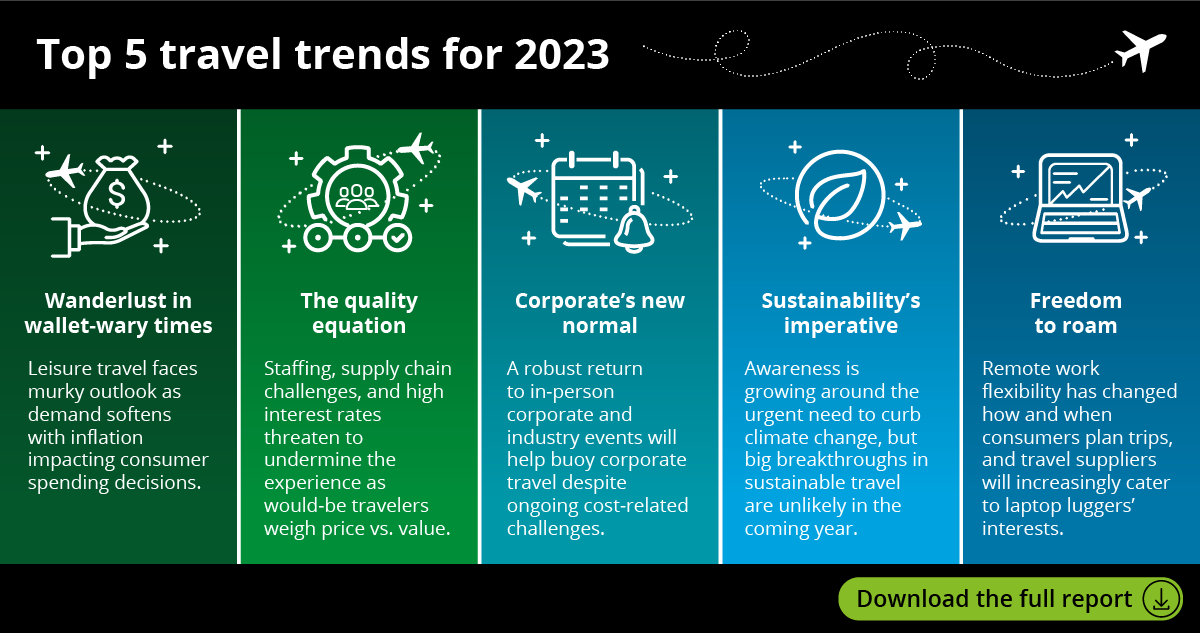 Top 5 travel trends for 2023
$
Wanderlust in
wallet-wary times
Leisure travel faces
murky outlook as
demand softens
with inflation
impacting consumer
spending decisions.
The quality
equation
Staffing, supply chain
challenges, and high
interest rates
threaten to
undermine the
experience as
would-be travelers
weigh price vs. value.
Corporate’s new
normal
A robust return
to in-person
corporate and
industry events will
help buoy corporate
travel despite
ongoing cost-related
challenges.
Sustainability’s
imperative
Awareness is
growing around the
urgent need to curb
climate change, but
big breakthroughs in
sustainable travel
are unlikely in the
coming year.
Freedom
to roam
Remote work
flexibility has changed
how and when
consumers plan trips,
and travel suppliers
will increasingly cater
to laptop luggers’
interests.
Download the full report